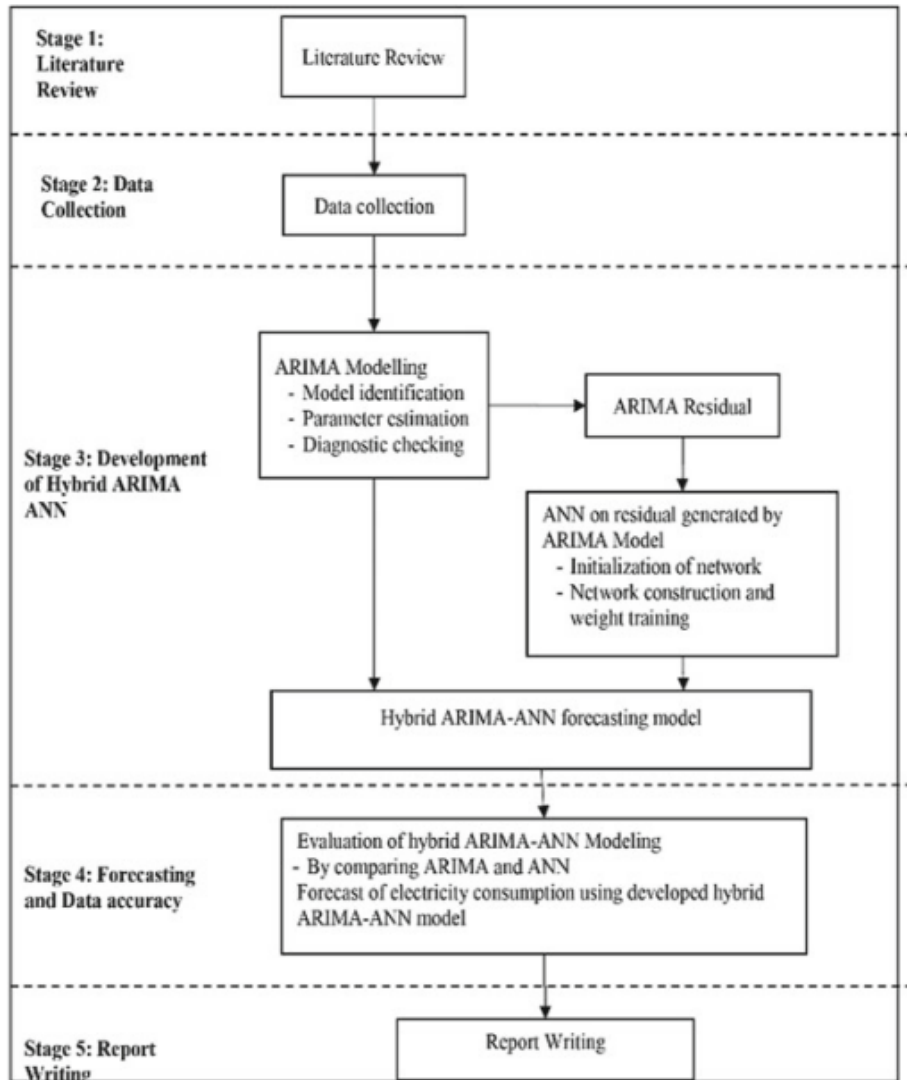 Stage 1:
Literature
Review
Literature Review
Stage 2: Data
Collection
Data collection
Stage 3: Development
of Hybrid ARIMA
ANN
ARIMA Modelling
- Model identification
- Parameter estimation
- Diagnostic checking
ARIMA Residual
ANN on residual generated by
ARIMA Model
- Initialization of network
- Network construction and
weight training
Hybrid ARIMA-ANN forecasting model
Stage 4: Forecasting
and Data accuracy
Evaluation of hybrid ARIMA-ANN Modeling
- By comparing ARIMA and ANN
Forecast of electricity consumption using developed hybrid
ARIMA-ANN model
Stage 5: Report
Writing
Report Writing